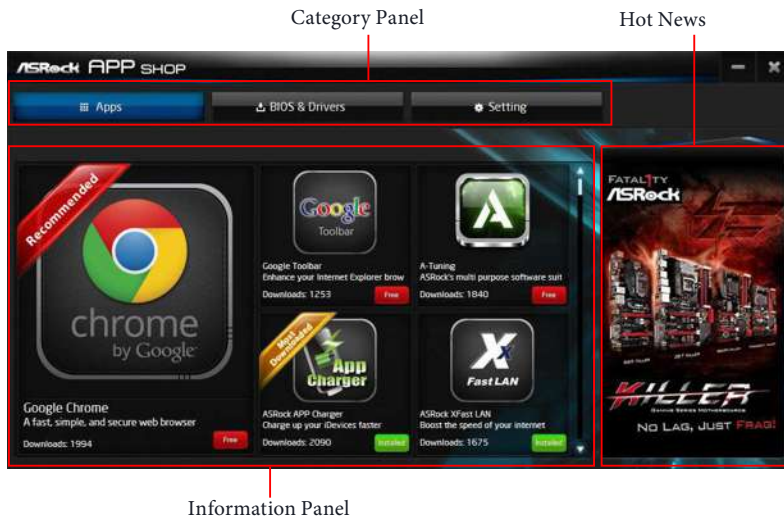 Category Panel
Hot News
ASRock APP SHOP
Apps
BIOS & Drivers
Setting
Recommended
chrome
by Google
Google Chrome
A fast, simple, and secure web browser
Downloads: 1994
Free
Google
Toolbar
Google Toolbar
Enhance your Internet Explorer brow
Downloads: 1253
Free
A-Tuning
ASRock's multi purpose software suit
Downloads: 1840
Free
Most Downloaded
App
Charger
ASRock APP Charger
Charge up your iDevices faster
Downloads: 2090
Installed
X
Fast LAN
ASRock XFast LAN
Boost the speed of your internet
Downloads: 1675
Installed
FATAL1TY
ASRock
KILLER
GAMING SERIES MOTHERBOARDS
NO LAG, JUST FRAG!
Information Panel